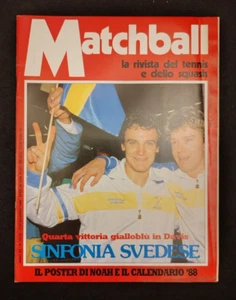 Matchball
la rivista del tennis
e dello squash
Quarta vittoria gialloblù in Davis
SINFONIA SVEDESE
IL POSTER DI NOAH E IL CALENDARIO '88